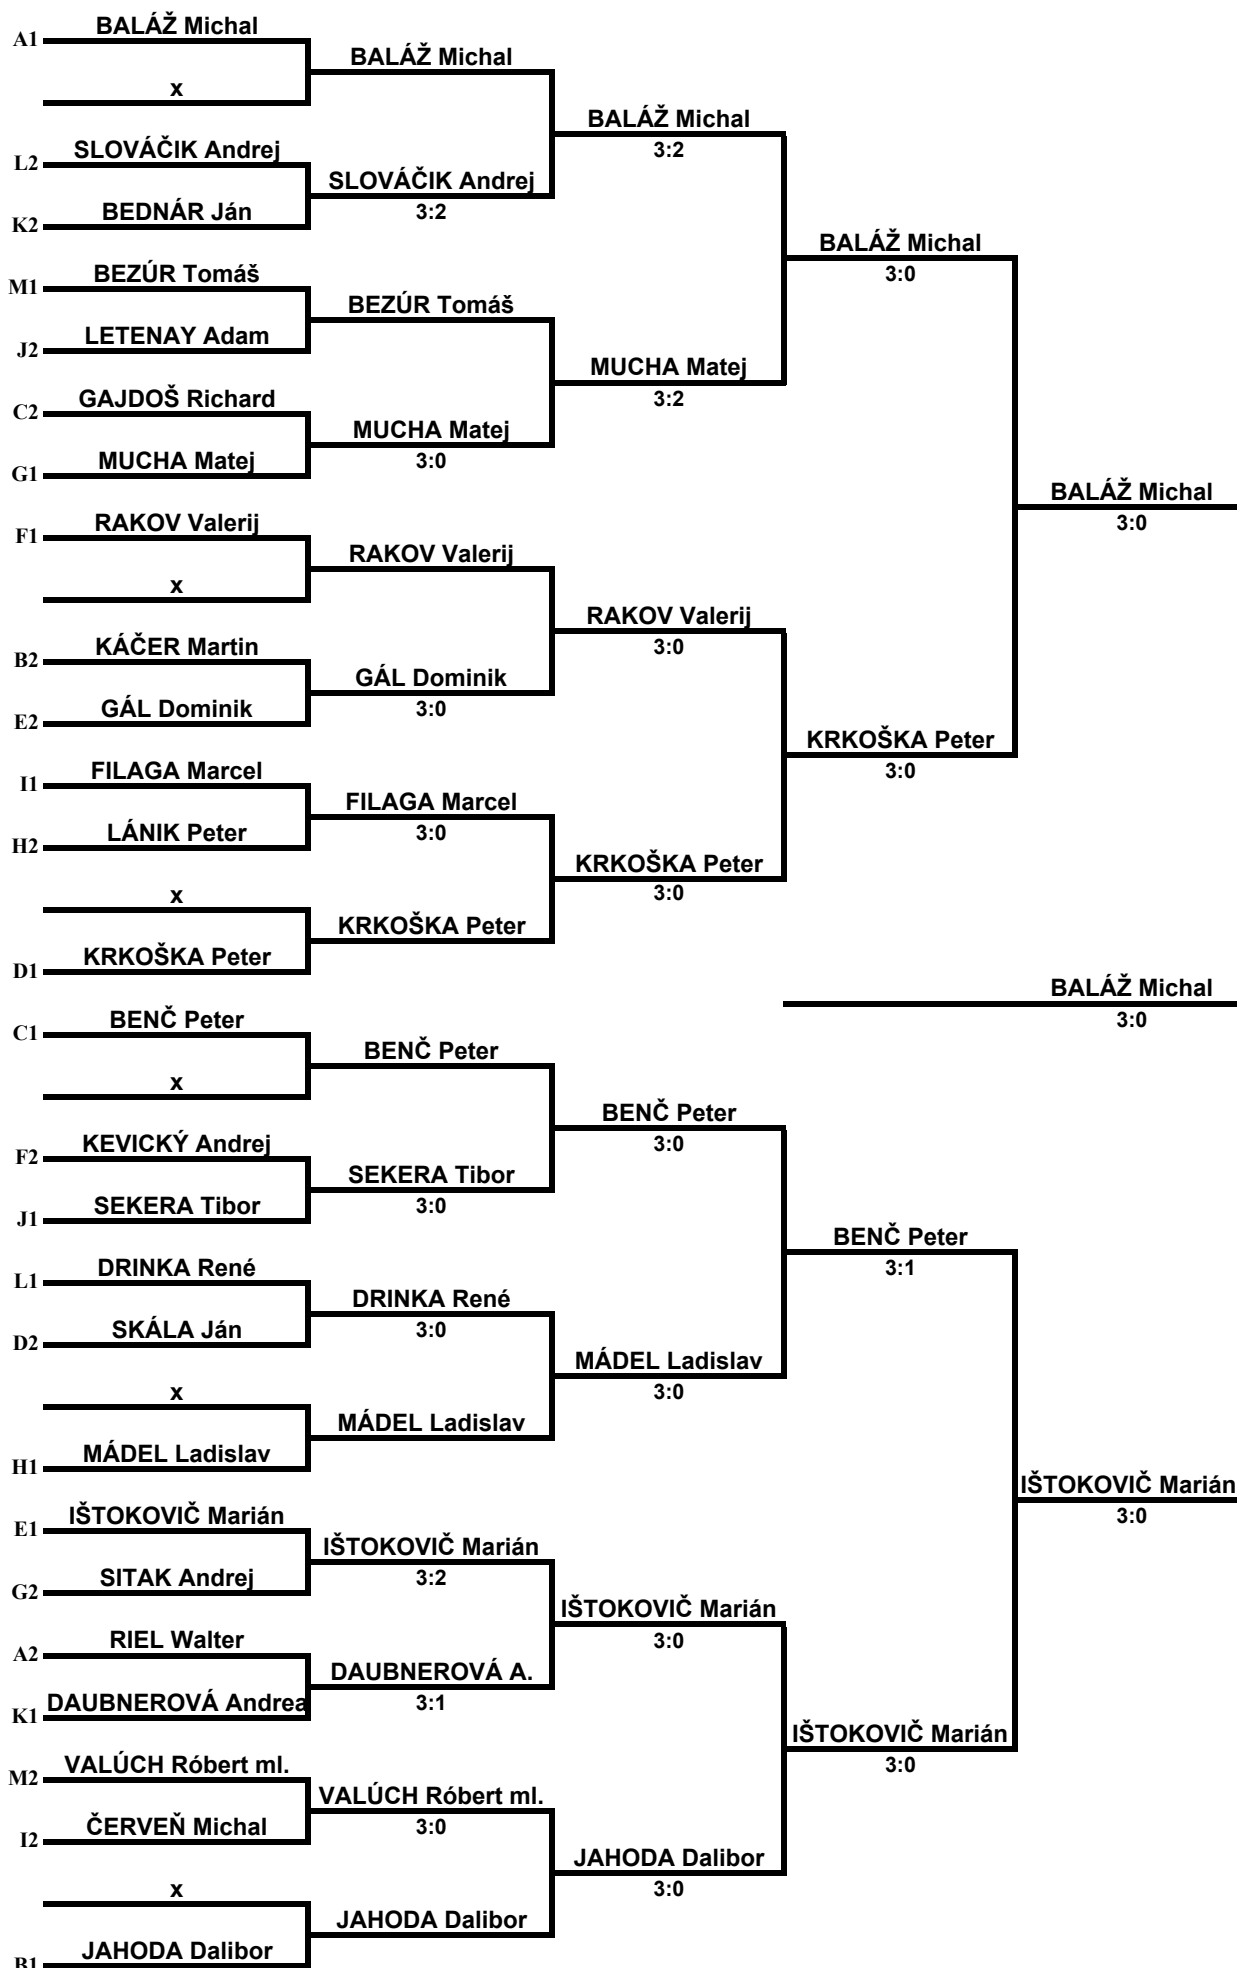 BALÁŽ Michal
A1
BALÁŽ Michal
x
BALÁŽ Michal
3:2
SLOVÁČIK Andrej
L2
SLOVÁČIK Andrej
3:2
BEDNÁR Ján
K2
BALÁŽ Michal
3:0
BEZÚR Tomáš
M1
BEZÚR Tomáš
LETENAY Adam
J2
MUCHA Matej
3:2
GAJDOŠ Richard
C2
MUCHA Matej
3:0
MUCHA Matej
G1
BALÁŽ Michal
3:0
RAKOV Valerij
F1
RAKOV Valerij
x
RAKOV Valerij
3:0
KÁČER Martin
B2
GÁL Dominik
3:0
GÁL Dominik
E2
KRKOŠKA Peter
3:0
FILAGA Marcel
I1
FILAGA Marcel
3:0
LÁNIK Peter
H2
KRKOŠKA Peter
3:0
x
KRKOŠKA Peter
KRKOŠKA Peter
D1
BALÁŽ Michal
3:0
BENČ Peter
C1
BENČ Peter
x
BENČ Peter
3:0
KEVICKÝ Andrej
F2
SEKERA Tibor
3:0
SEKERA Tibor
J1
BENČ Peter
3:1
DRINKA René
L1
DRINKA René
3:0
SKÁLA Ján
D2
MÁDEL Ladislav
3:0
x
MÁDEL Ladislav
MÁDEL Ladislav
H1
IŠTOKOVIČ Marián
3:0
IŠTOKOVIČ Marián
E1
IŠTOKOVIČ Marián
3:2
SITAK Andrej
G2
IŠTOKOVIČ Marián
3:0
RIEL Walter
A2
DAUBNEROVÁ A.
3:1
DAUBNEROVÁ Andrea
K1
IŠTOKOVIČ Marián
3:0
VALÚCH Róbert ml.
M2
VALÚCH Róbert ml.
3:0
ČERVEŇ Michal
I2
JAHODA Dalibor
3:0
x
JAHODA Dalibor
JAHODA Dalibor
B1